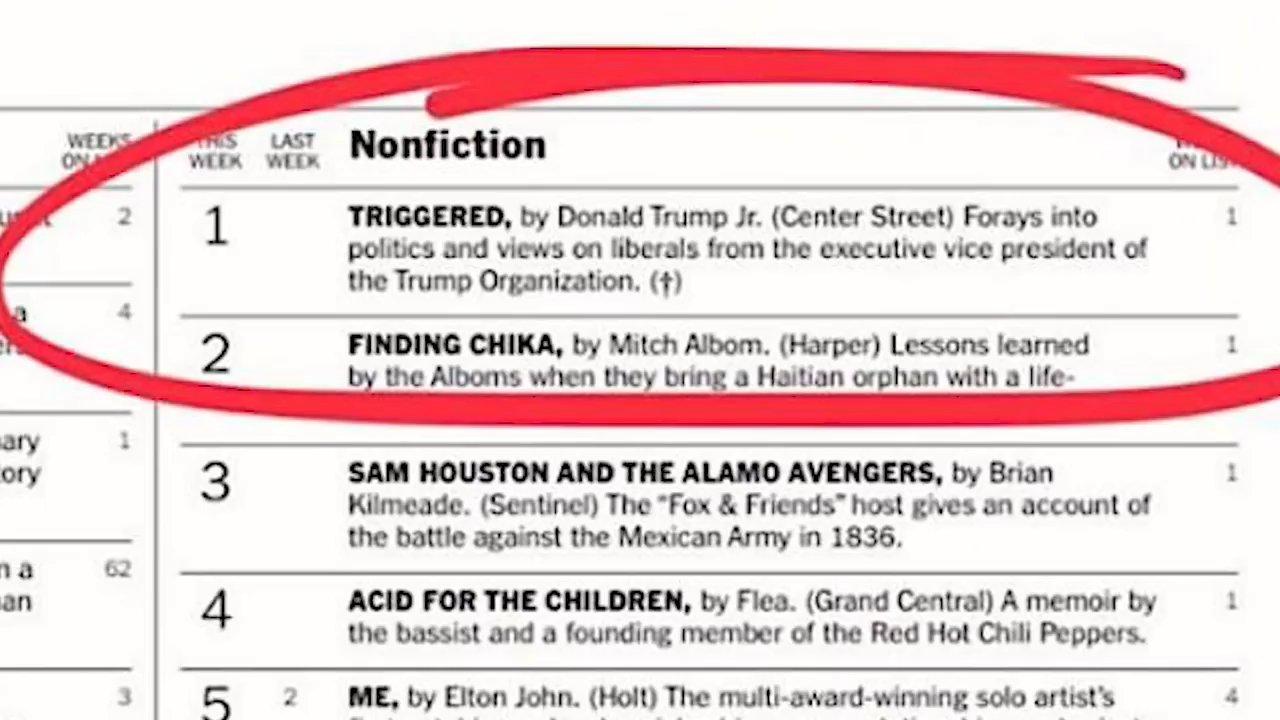 WEEKS
THIS LAST Nonfiction
WEEK WEEK
ON LIST
2
1 TRIGGERED, by Donald Trump Jr. (Center Street) Forays into 1
politics and views on liberals from the executive vice president of
the Trump Organization. (†)
a 4
2 FINDING CHIKA, by Mitch Albom. (Harper) Lessons learned 1
by the Alboms when they bring a Haitian orphan with a life-
ary 1
ory
3 SAM HOUSTON AND THE ALAMO AVENGERS, by Brian 1
Kilmeade. (Sentinel) The “Fox & Friends” host gives an account of
the battle against the Mexican Army in 1836.
n a 62
an
4 ACID FOR THE CHILDREN, by Flea. (Grand Central) A memoir by 1
the bassist and a founding member of the Red Hot Chili Peppers.
3
5 2 ME, by Elton John. (Holt) The multi-award-winning solo artist’s 4